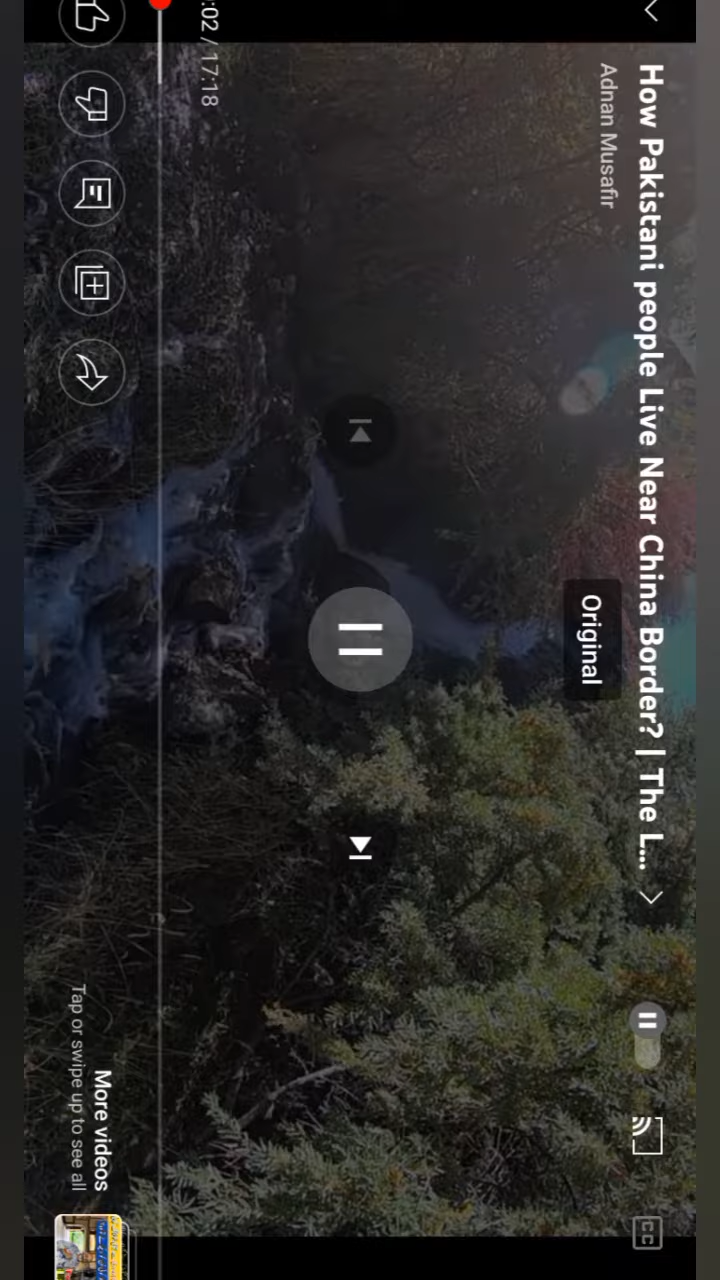 How Pakistani people Live Near China Border? | The L...
Adnan Musafir
Original
:02 / 17:18
More videos
Tap or swipe up to see all
CC